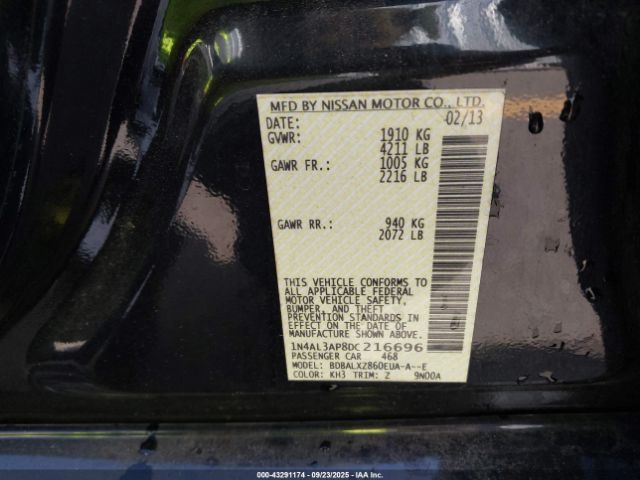 MFD BY NISSAN MOTOR CO., LTD.
DATE: 02/13
GVWR: 1910 KG
4211 LB
GAWR FR.: 1005 KG
2216 LB
GAWR RR.: 940 KG
2072 LB
THIS VEHICLE CONFORMS TO
ALL APPLICABLE FEDERAL
MOTOR VEHICLE SAFETY,
BUMPER, AND THEFT
PREVENTION STANDARDS
IN EFFECT ON THE DATE OF
MANUFACTURE SHOWN ABOVE.
1N4AL3AP8DC216696
PASSENGER CAR 468
MODEL: BDBALXZ860EUA-A--E
COLOR: KH3 TRIM: Z 9N00A
000-43291174 | 09/23/2025 | IAAI.COM